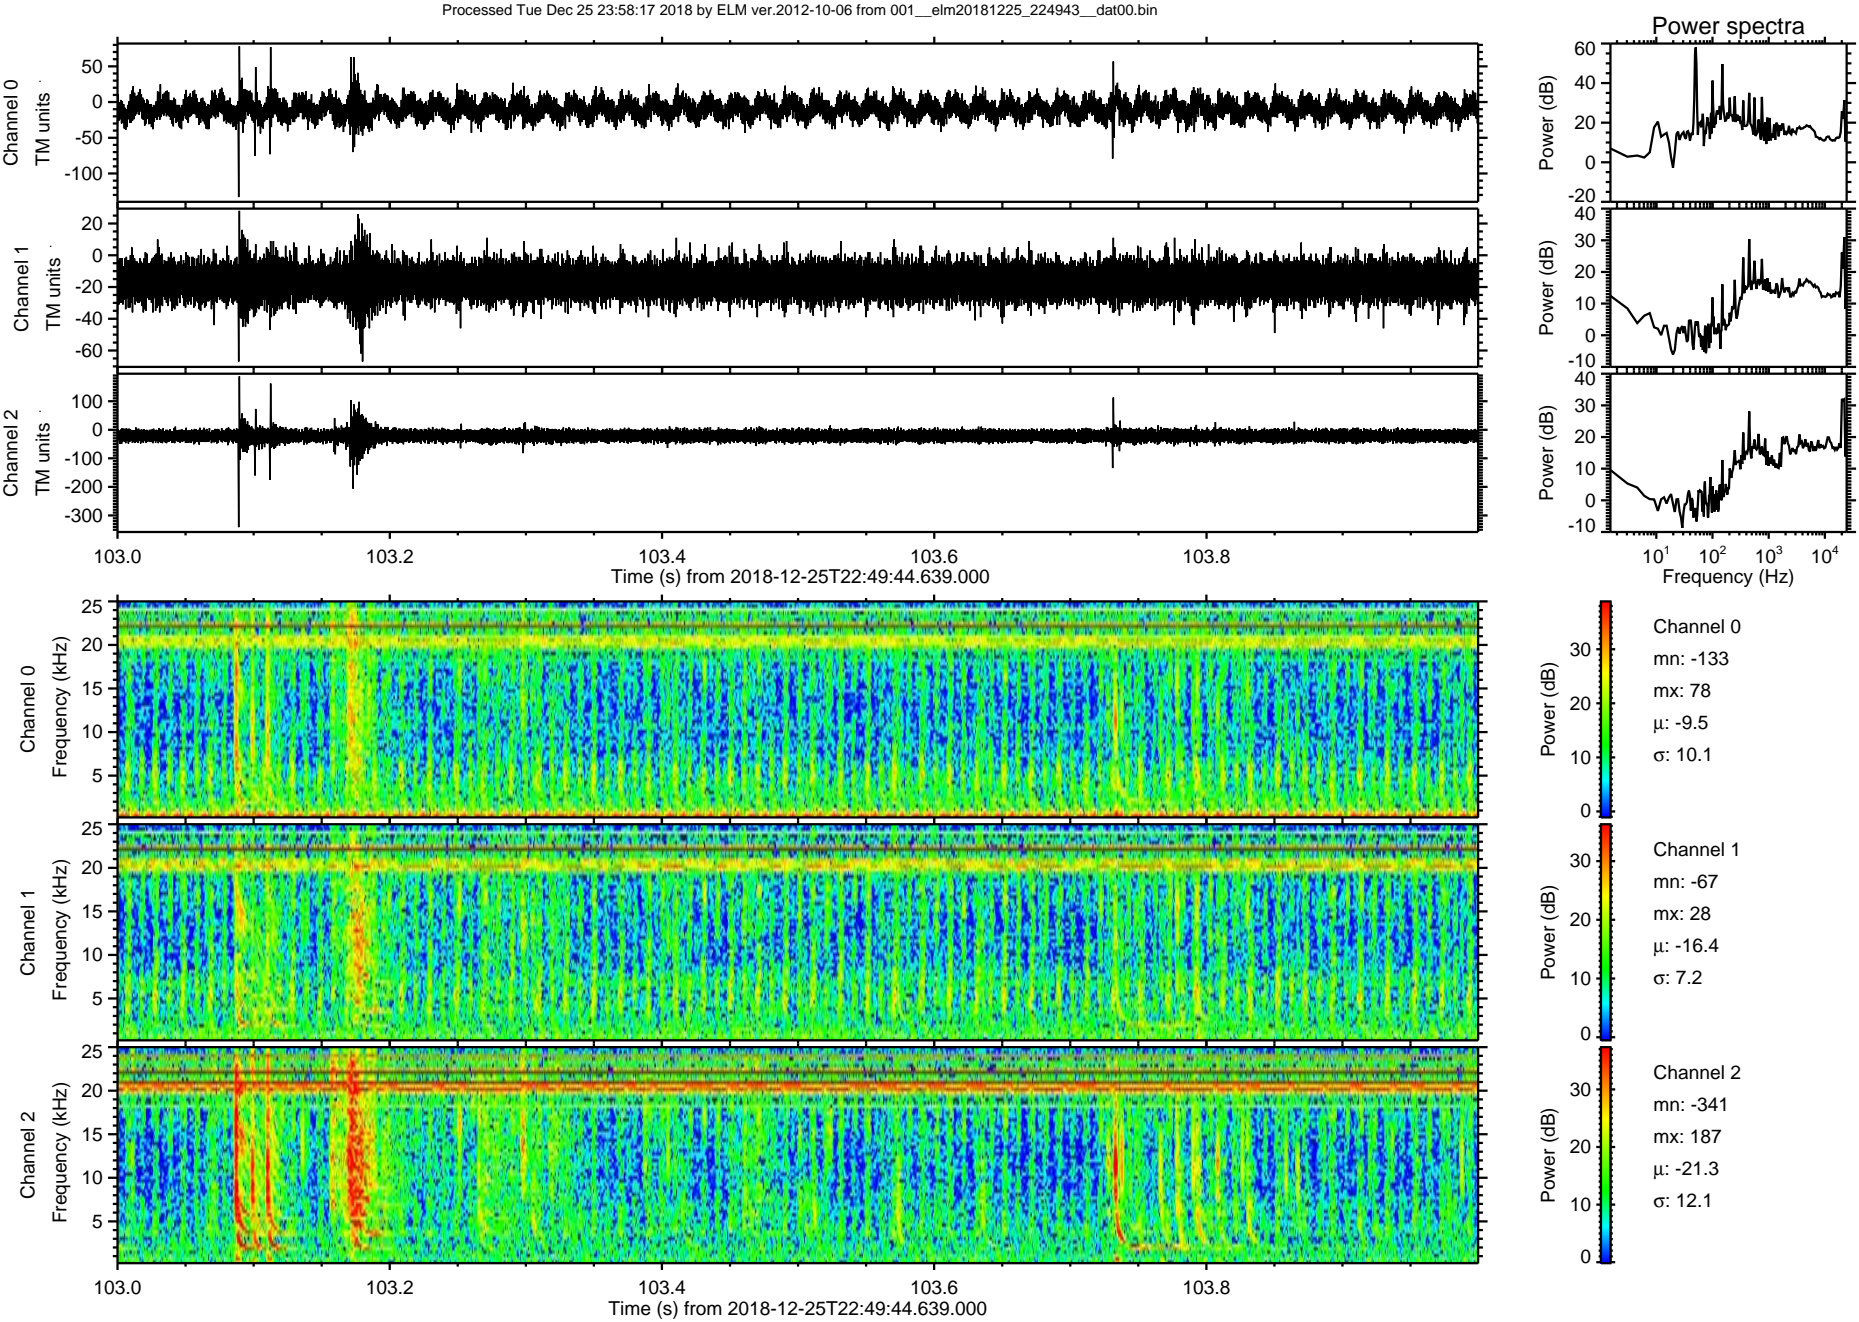 Processed Tue Dec 25 23:58:17 2018 by ELM ver.2012-10-06 from 001__elm20181225_224943__dat00.bin
Power spectra
Channel 0
TM units
50
0
-50
-100
Power (dB)
60
40
20
0
-20
Channel 1
TM units
20
0
-20
-40
-60
Power (dB)
40
30
20
10
0
-10
Channel 2
TM units
100
0
-100
-200
-300
Power (dB)
40
30
20
10
0
-10
103.0 103.2 103.4 103.6 103.8
Time (s) from 2018-12-25T22:49:44.639.000
10^1 10^2 10^3 10^4
Frequency (Hz)
Channel 0
Frequency (kHz)
25
20
15
10
5
Power (dB)
30
20
10
0
Channel 0
mn: -133
mx: 78
μ: -9.5
σ: 10.1
Channel 1
Frequency (kHz)
25
20
15
10
5
Power (dB)
30
20
10
0
Channel 1
mn: -67
mx: 28
μ: -16.4
σ: 7.2
Channel 2
Frequency (kHz)
25
20
15
10
5
Power (dB)
30
20
10
0
Channel 2
mn: -341
mx: 187
μ: -21.3
σ: 12.1
103.0 103.2 103.4 103.6 103.8
Time (s) from 2018-12-25T22:49:44.639.000